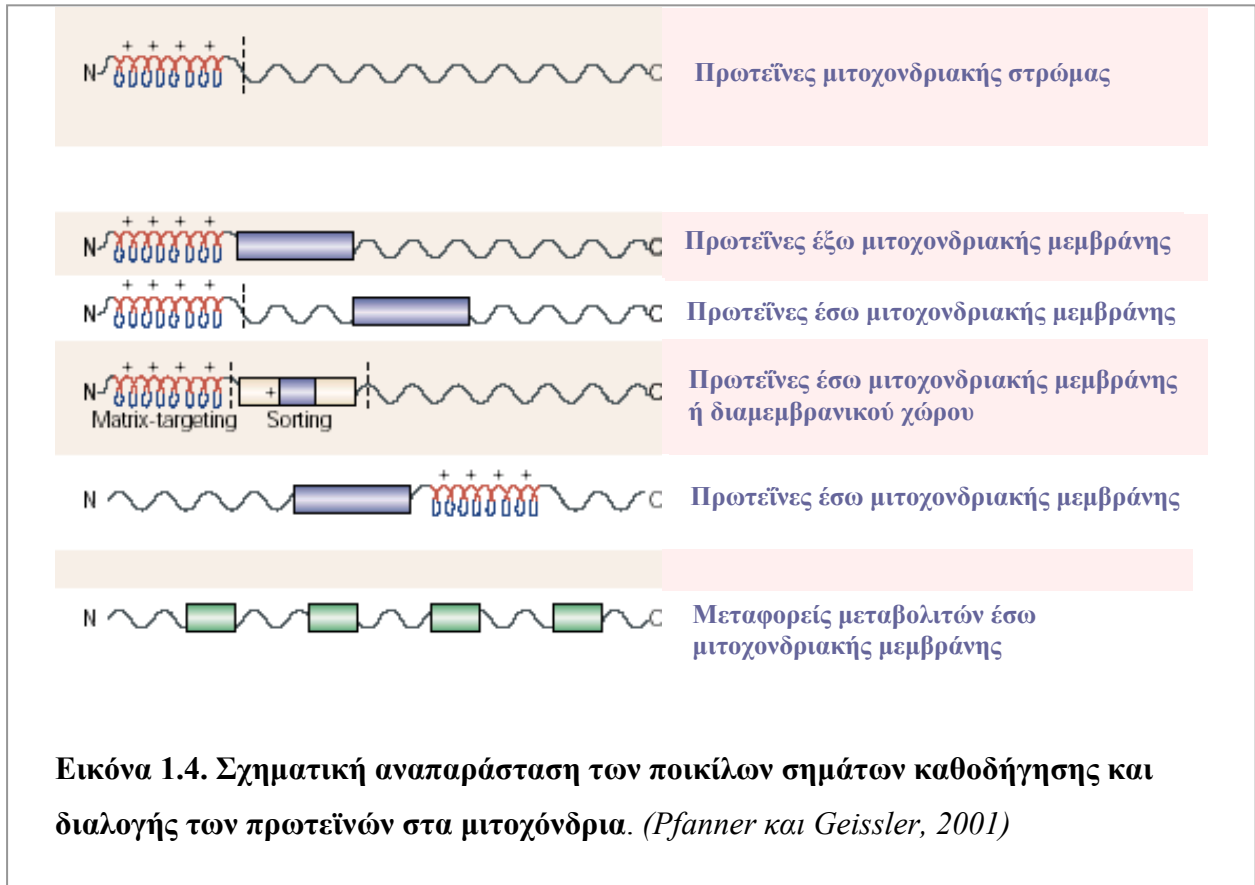 + + + +
N C Πρωτεΐνες μιτοχονδριακής στρώμας
+ + + +
N C Πρωτεΐνες έξω μιτοχονδριακής μεμβράνης
+ + + +
N C Πρωτεΐνες έσω μιτοχονδριακής μεμβράνης
+ + + +
N + C Πρωτεΐνες έσω μιτοχονδριακής μεμβράνης
ή διαμεμβρανικού χώρου
Matrix-targeting Sorting
+ + + +
N C Πρωτεΐνες έσω μιτοχονδριακής μεμβράνης
N C Μεταφορείς μεταβολιτών έσω
μιτοχονδριακής μεμβράνης
Εικόνα 1.4. Σχηματική αναπαράσταση των ποικίλων σημάτων καθοδήγησης και
διαλογής των πρωτεϊνών στα μιτοχόνδρια. (Pfanner και Geissler, 2001)